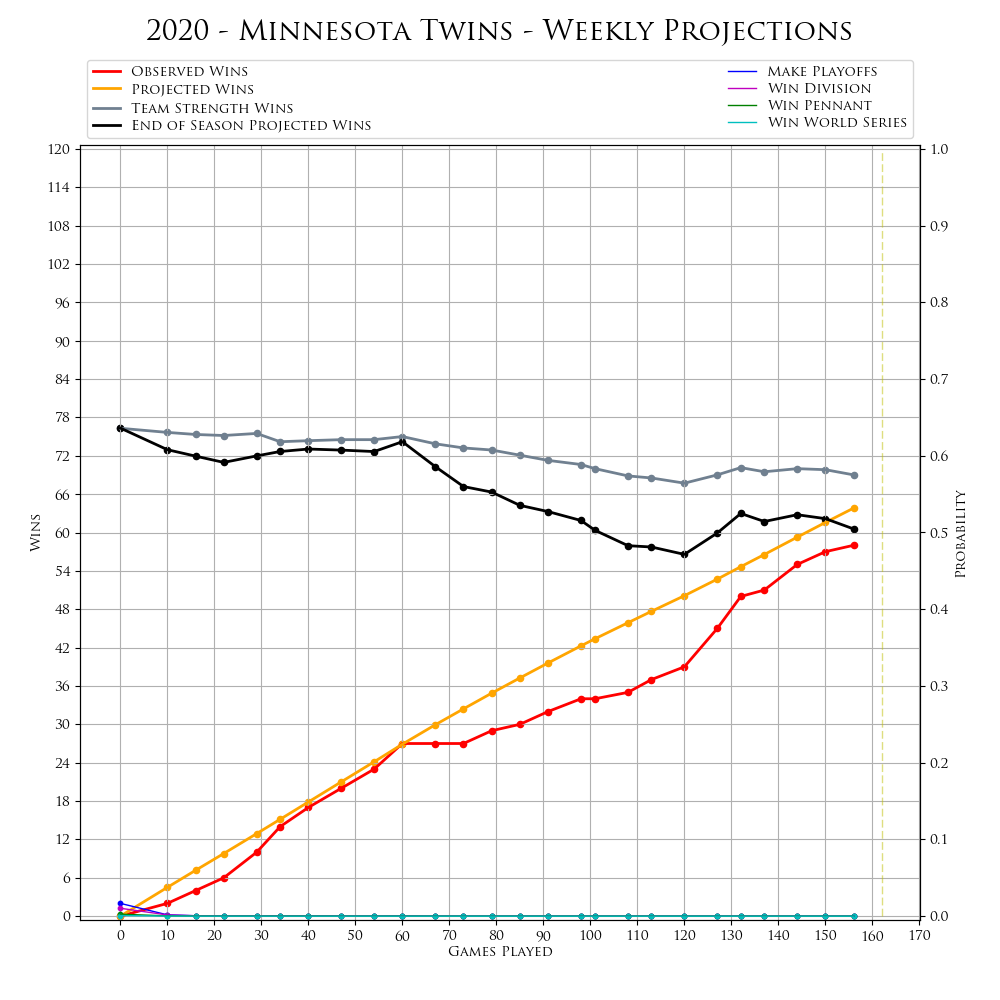 2020 - Minnesota Twins - Weekly Projections
Observed Wins
Projected Wins
Team Strength Wins
End of Season Projected Wins
Make Playoffs
Win Division
Win Pennant
Win World Series
120
114
108
102
96
90
84
78
72
66
60
54
48
42
36
30
24
18
12
6
0
Wins
1.0
0.9
0.8
0.7
0.6
0.5
0.4
0.3
0.2
0.1
0.0
Probability
0 10 20 30 40 50 60 70 80 90 100 110 120 130 140 150 160 170
Games Played